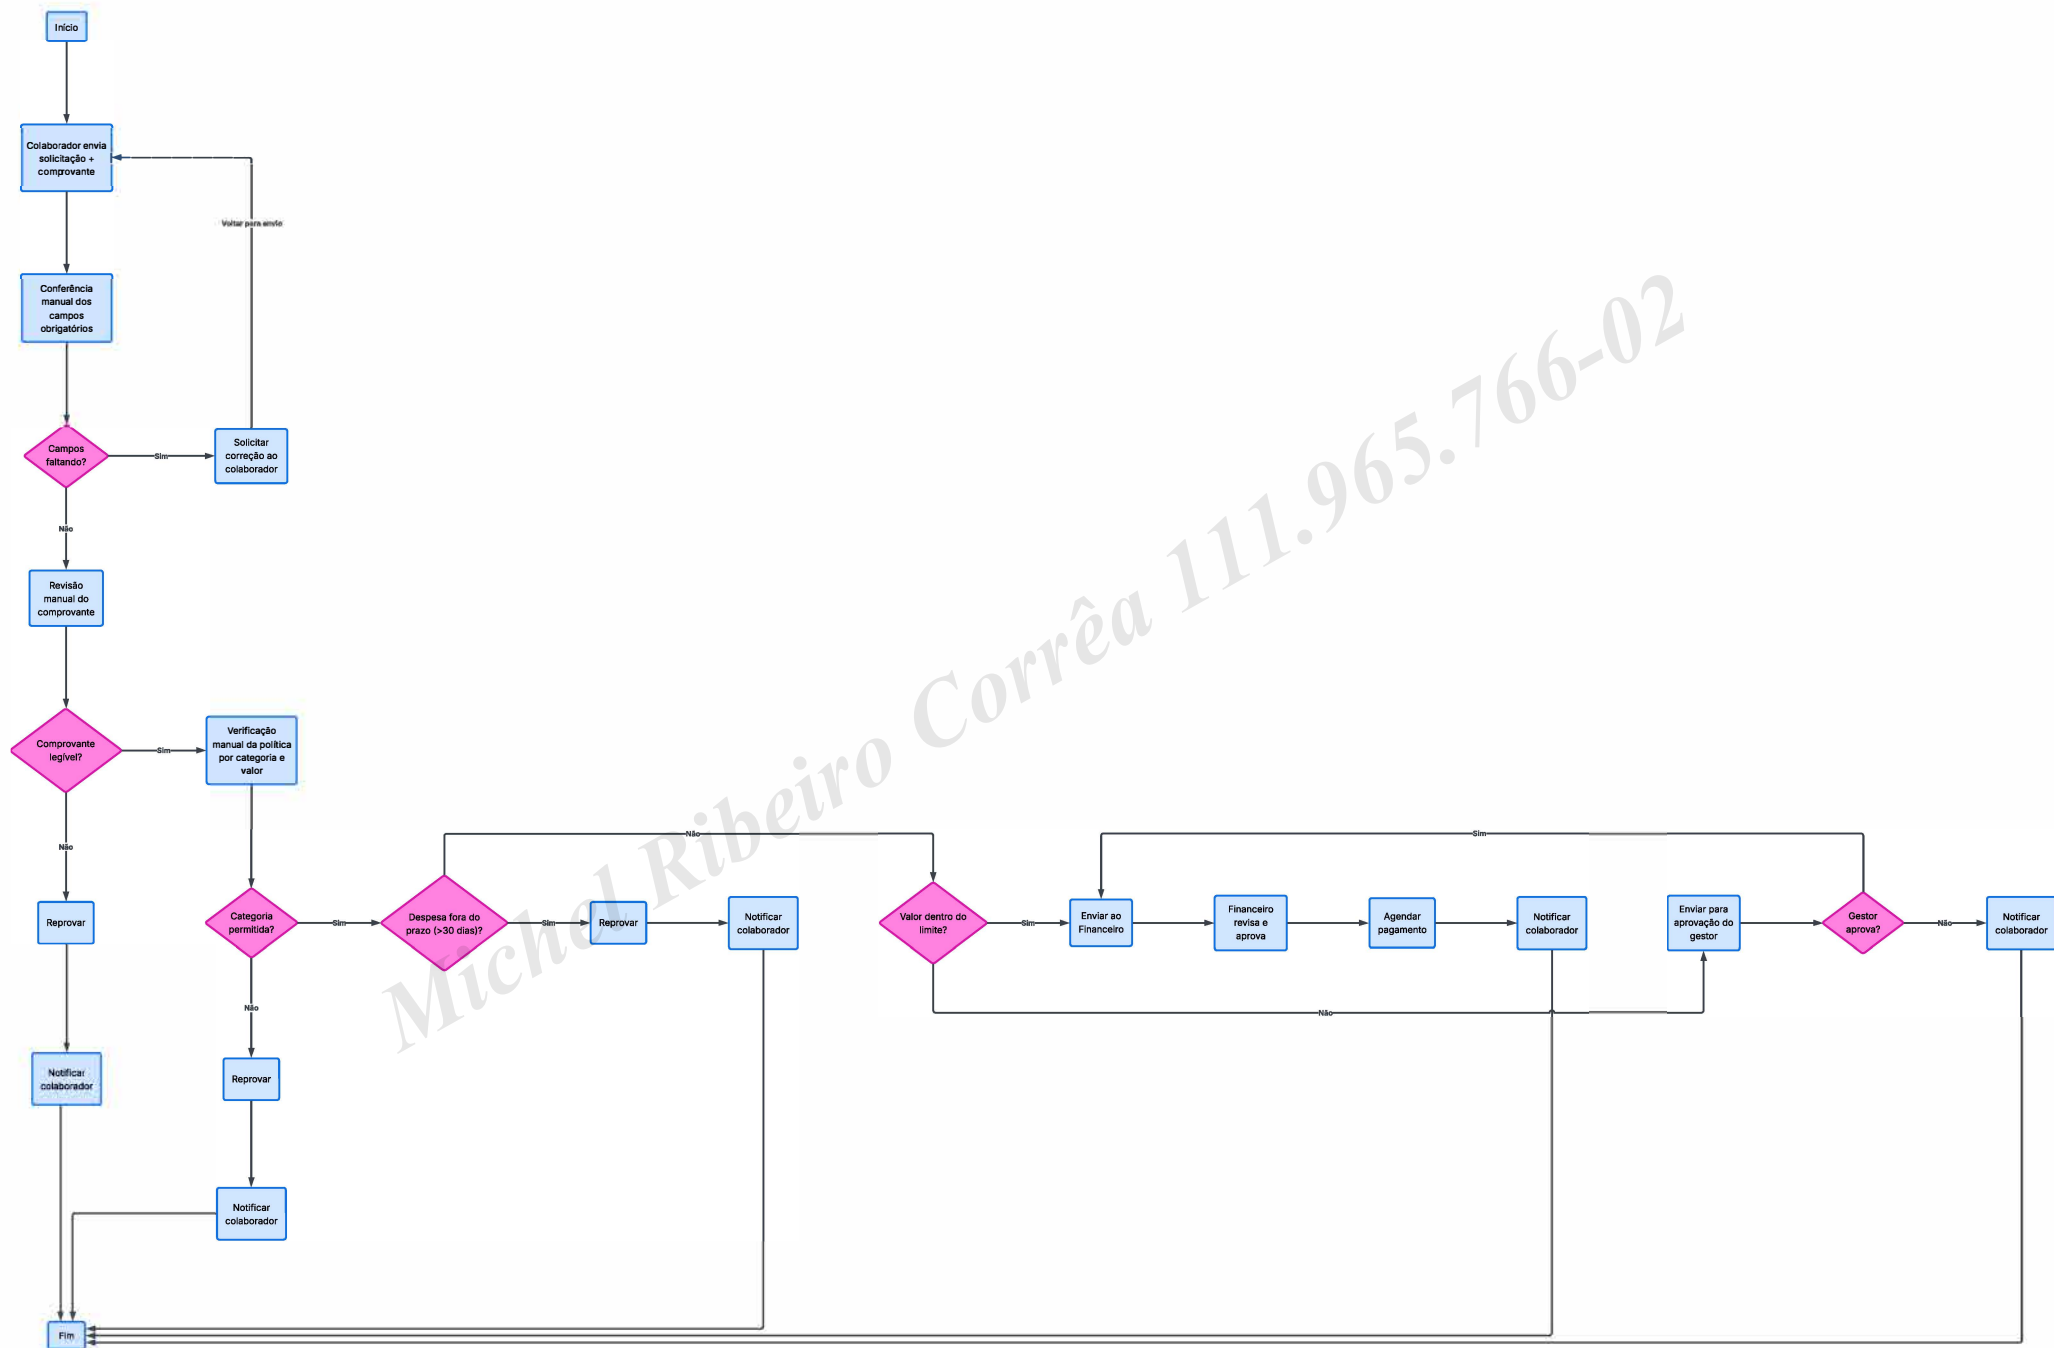 Início
Colaborador envia
solicitação +
comprovante
Voltar para envio
Conferência
manual dos
campos
obrigatórios
Campos
faltando?
Sim
Solicitar
correção ao
colaborador
Não
Revisão
manual do
comprovante
Comprovante
legível?
Sim
Verificação
manual da política
por categoria e
valor
Não
Reprovar
Notificar
colaborador
Categoria
permitida?
Sim
Não
Reprovar
Notificar
colaborador
Despesa fora do
prazo (>30 dias)?
Não
Sim
Reprovar
Notificar
colaborador
Valor dentro do
limite?
Sim
Não
Enviar ao
Financeiro
Financeiro
revisa e
aprova
Agendar
pagamento
Notificar
colaborador
Enviar para
aprovação do
gestor
Gestor
aprova?
Sim
Não
Notificar
colaborador
Fim
Michel Ribeiro Corrêa 111.965.766-02